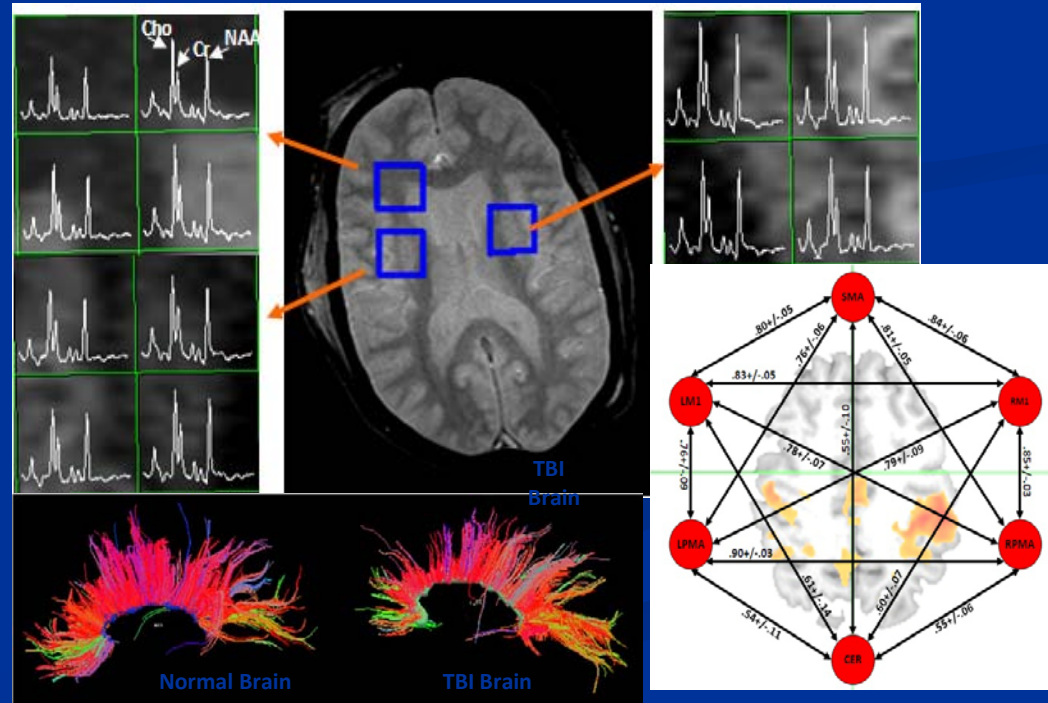 Cho
Cr
NAA
TBI
Brain
Normal Brain
TBI Brain
SMA
.80+/-.05
.76+/-.06
.81+/-.05
.84+/-.06
.83+/-.05
LM1
RM1
.55+/-.10
.76+/-.09
.78+/-.07
.79+/-.09
.85+/-.03
LPMA
RPMA
.90+/-.03
.61+/-.14
.60+/-.07
.54+/-.11
.55+/-.06
CER